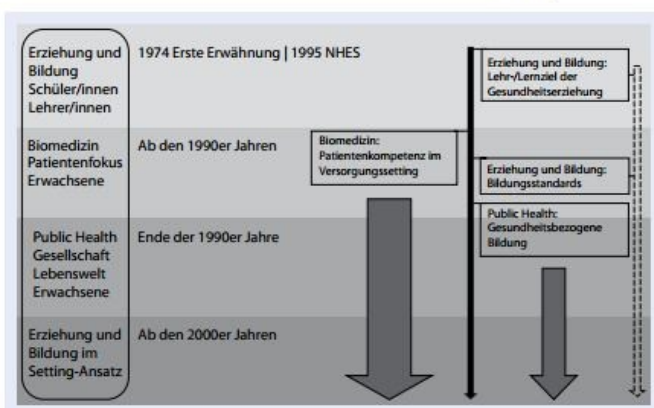 Erziehung und
Bildung
Schüler/innen
Lehrer/innen
1974 Erste Erwähnung | 1995 NHES
Erziehung und Bildung:
Lehr-/Lernziel der
Gesundheitserziehung
Biomedizin
Patientenfokus
Erwachsene
Ab den 1990er Jahren
Biomedizin:
Patientenkompetenz im
Versorgungssetting
Erziehung und Bildung:
Bildungsstandards
Public Health:
Gesundheitsbezogene
Bildung
Public Health
Gesellschaft
Lebenswelt
Erwachsene
Ende der 1990er Jahre
Erziehung und
Bildung im
Setting-Ansatz
Ab den 2000er Jahren